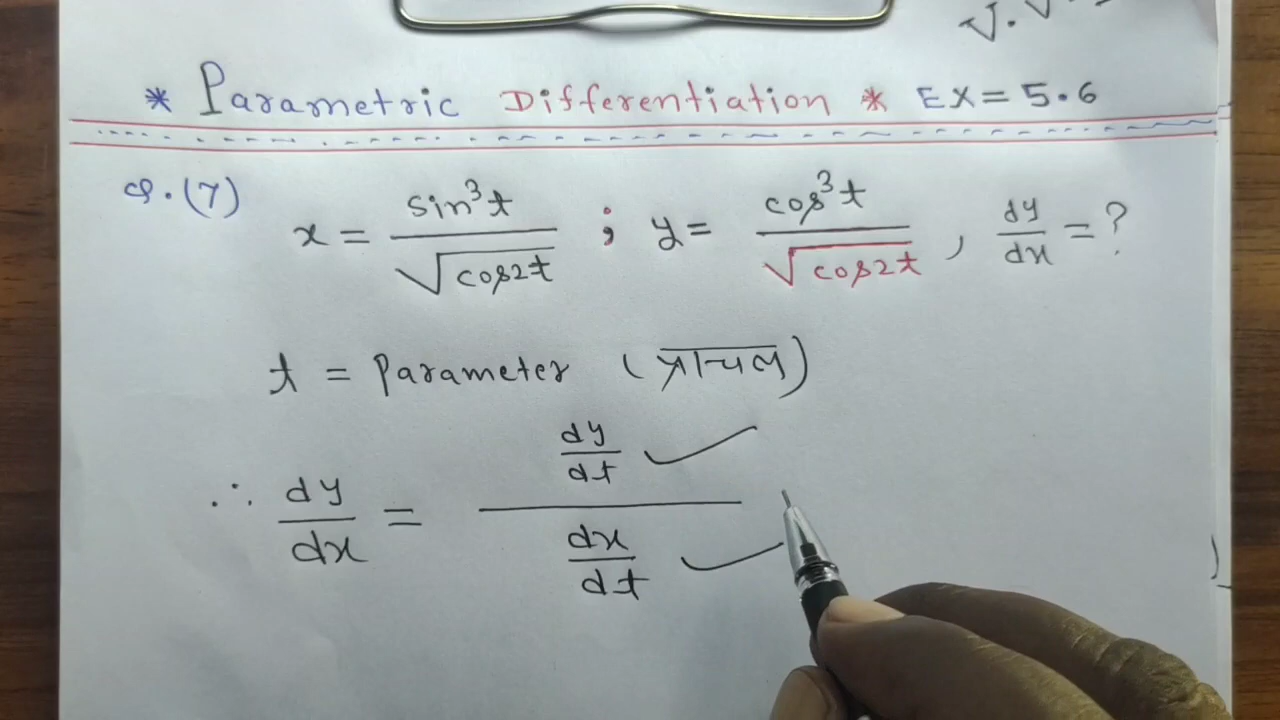 * Parametric Differentiation * EX = 5.6
Q.(7) x = sin³t / √cos2t ; y = cos³t / √cos2t , dy/dx = ?
t = Parameter (प्राचल)
∴ dy/dx = (dy/dt) / (dx/dt)